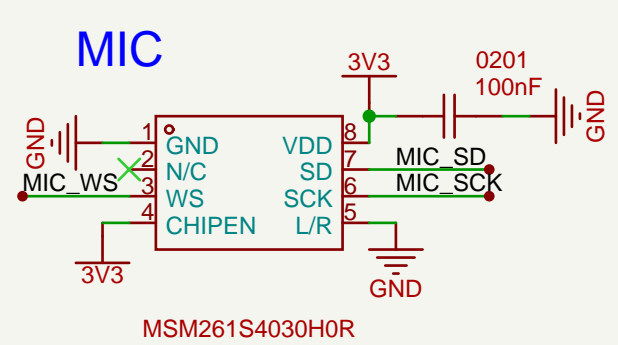 MIC
3V3
0201
100nF
GND
GND
1
GND
VDD
8
2
N/C
SD
7
MIC_SD
MIC_WS
3
WS
SCK
6
MIC_SCK
4
CHIPEN
L/R
5
3V3
GND
MSM261S4030H0R